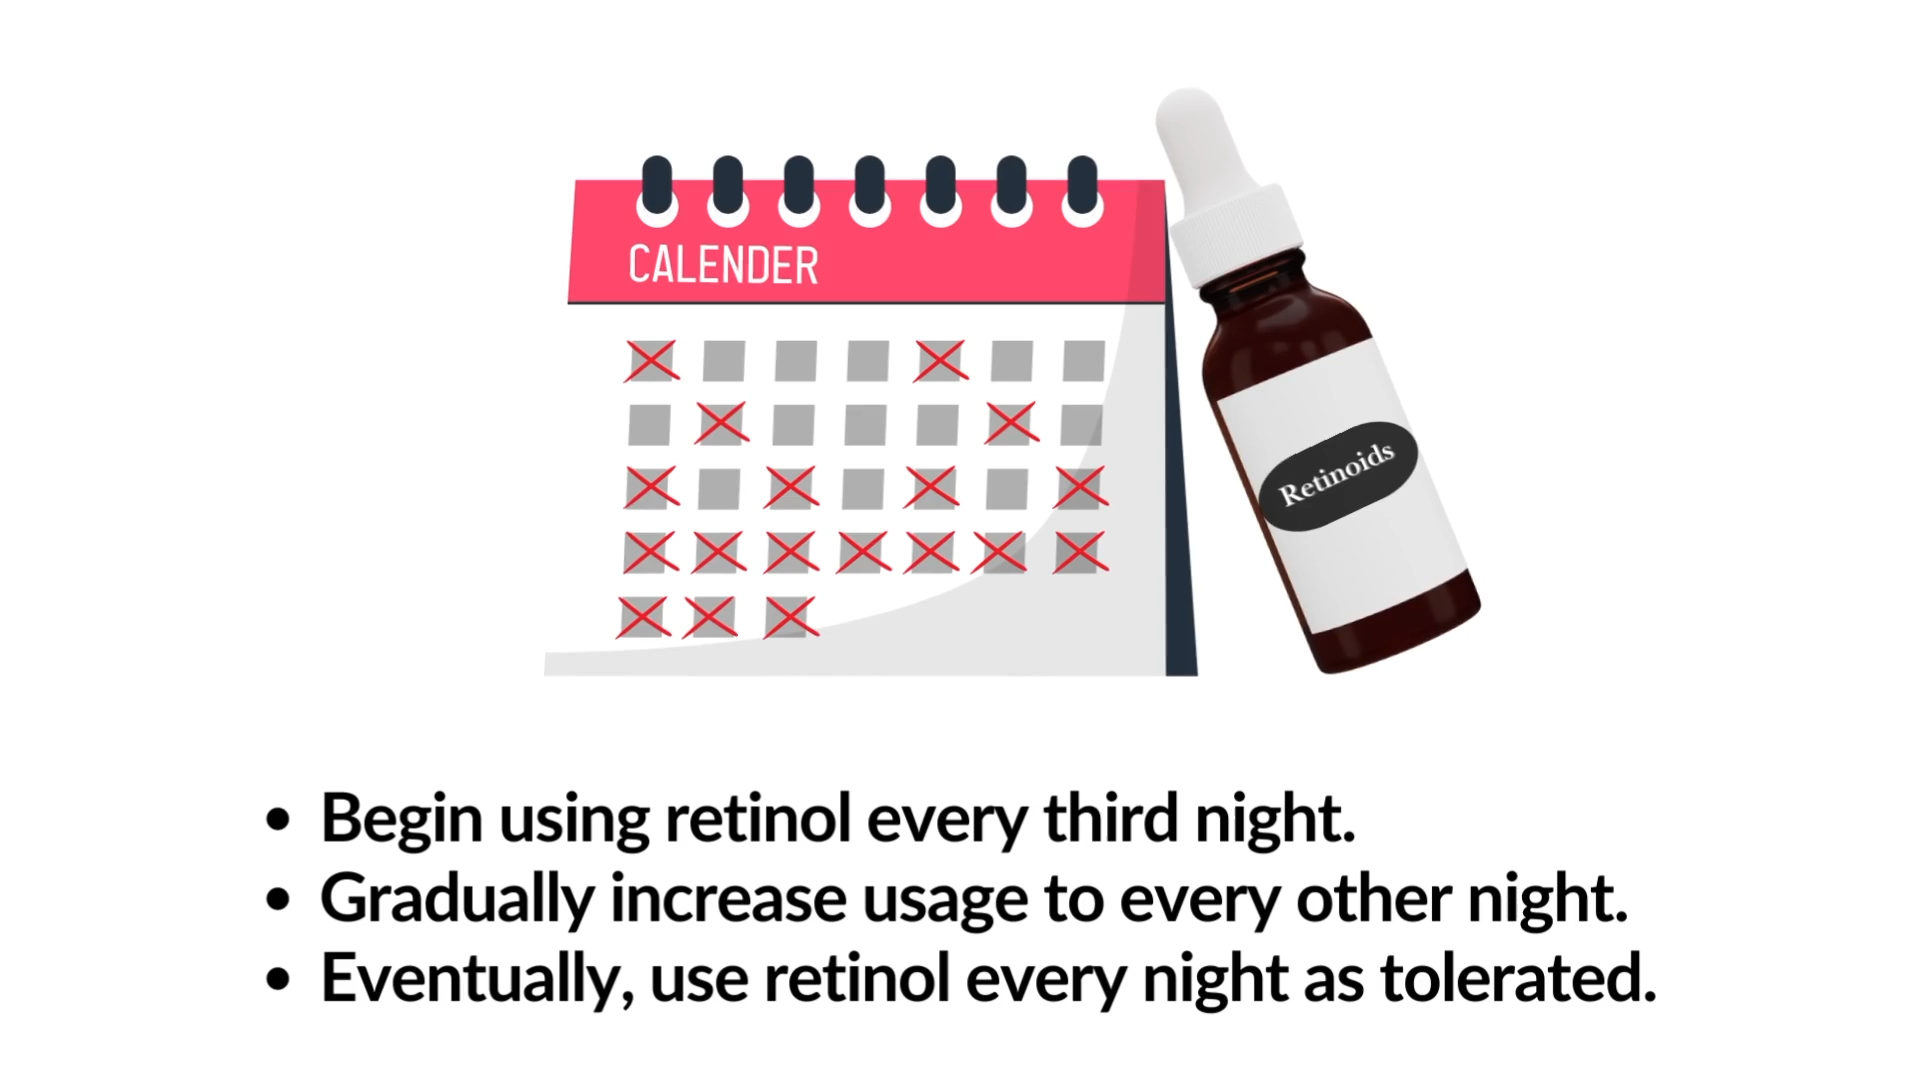 CALENDER
Retinoids
• Begin using retinol every third night.
• Gradually increase usage to every other night.
• Eventually, use retinol every night as tolerated.